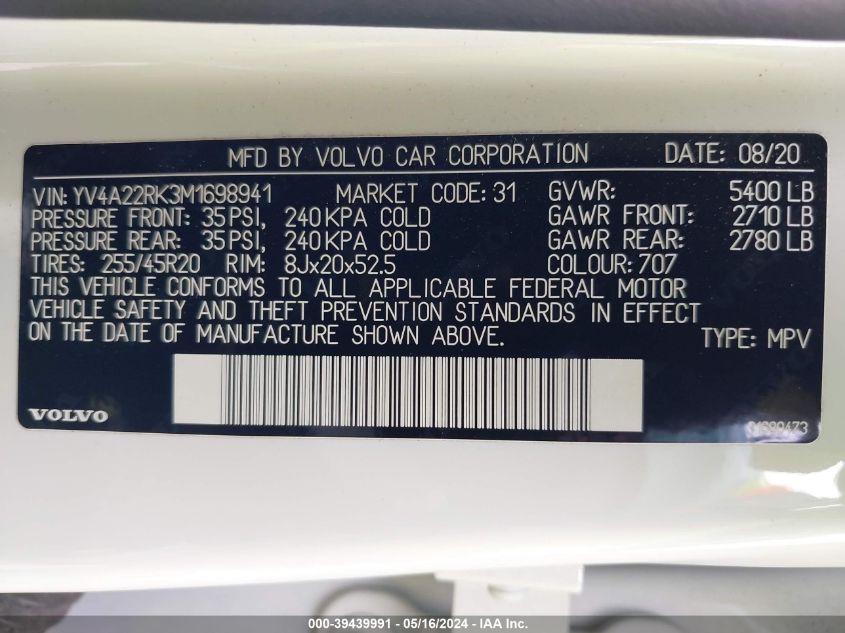 MFD BY VOLVO CAR CORPORATION DATE: 08/20
VIN: YV4A22RK3M1698941 MARKET CODE: 31 GVWR: 5400 LB
PRESSURE FRONT: 35 PSI, 240 KPA COLD GAWR FRONT: 2710 LB
PRESSURE REAR: 35 PSI, 240 KPA COLD GAWR REAR: 2780 LB
TIRES: 255/45R20 RIM: 8Jx20x52.5 COLOUR: 707
THIS VEHICLE CONFORMS TO ALL APPLICABLE FEDERAL MOTOR
VEHICLE SAFETY AND THEFT PREVENTION STANDARDS IN EFFECT
ON THE DATE OF MANUFACTURE SHOWN ABOVE. TYPE: MPV
VOLVO
000-39439991 - 05/16/2024 - IAA Inc.